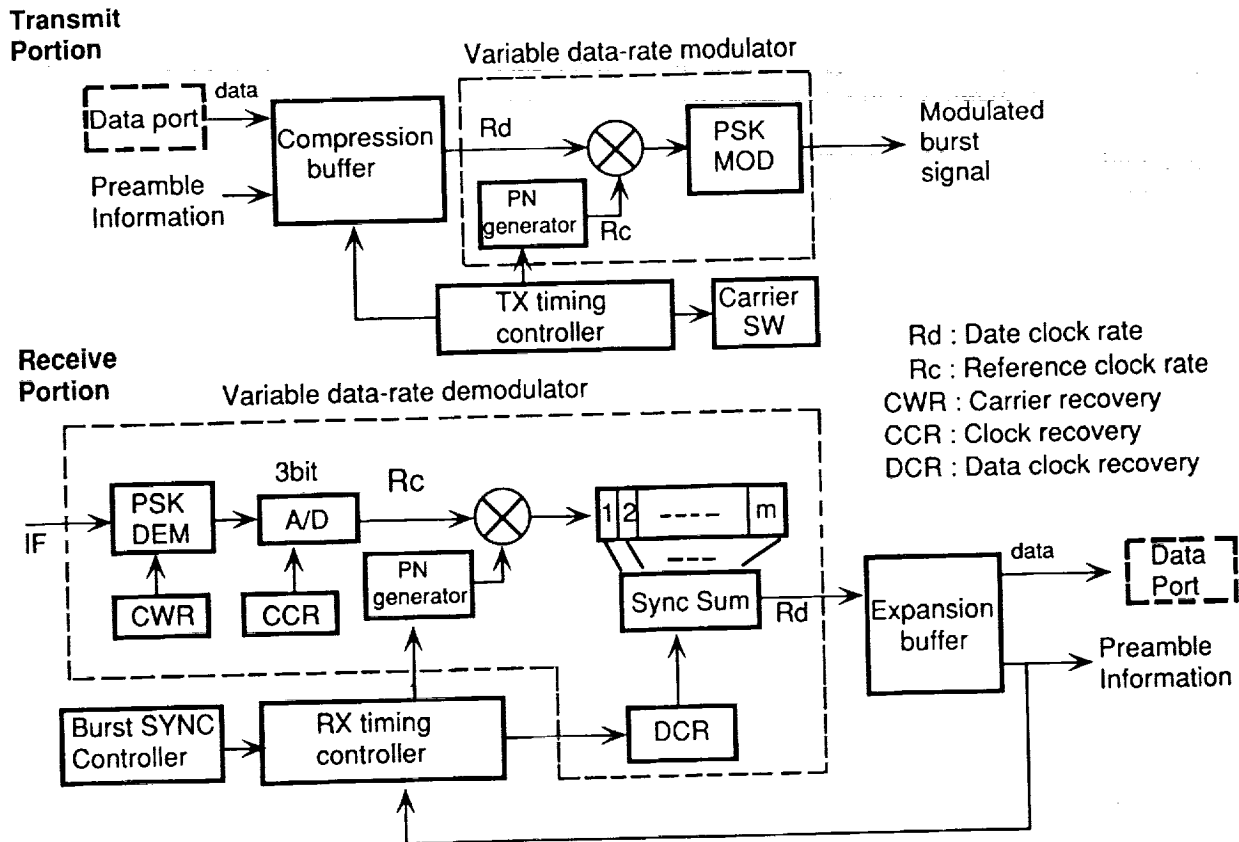 Transmit
Portion
Variable data-rate modulator
data
Data port
Compression
buffer
Rd
PSK
MOD
Modulated
burst
signal
Preamble
Information
PN
generator
Rc
TX timing
controller
Carrier
SW
Rd : Date clock rate
Rc : Reference clock rate
CWR : Carrier recovery
CCR : Clock recovery
DCR : Data clock recovery
Receive
Portion
Variable data-rate demodulator
3bit
IF
PSK
DEM
A/D
Rc
1 2 ---- m
PN
generator
CWR
CCR
Sync Sum
Rd
Expansion
buffer
data
Data
Port
Preamble
Information
Burst SYNC
Controller
RX timing
controller
DCR